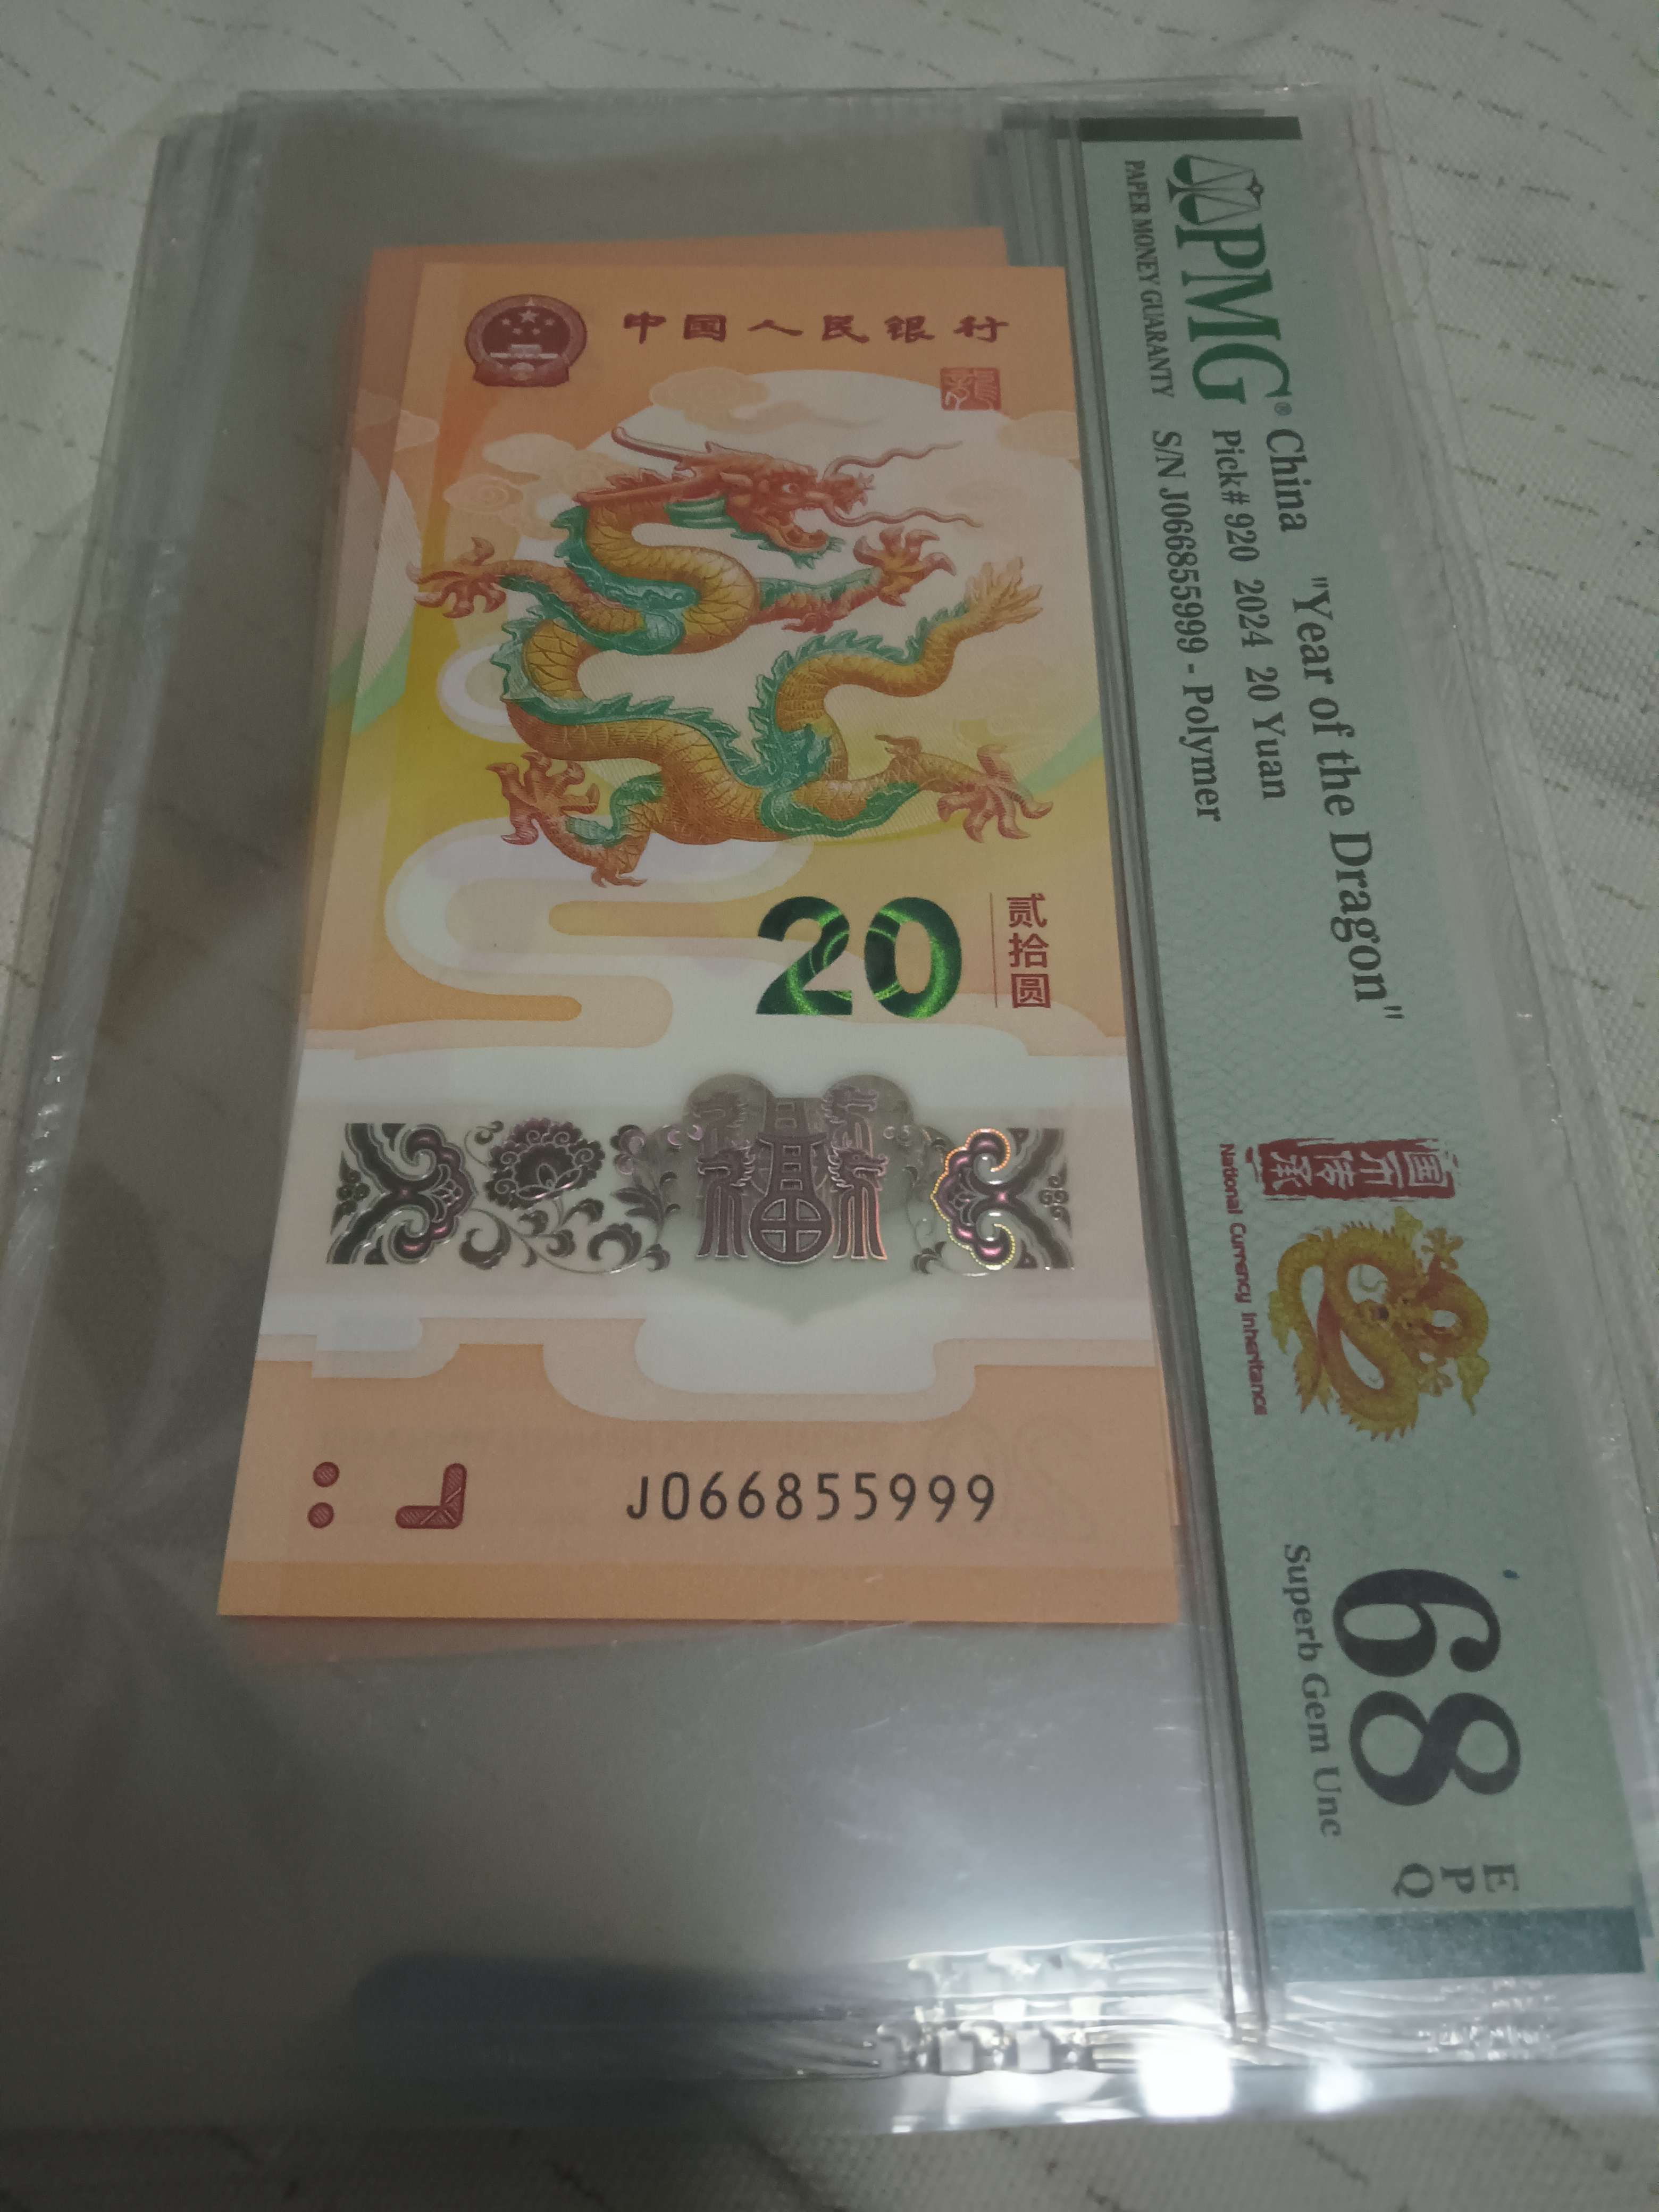 PMG®
PAPER MONEY GUARANTY
China "Year of the Dragon"
Pick# 920 2024 20 Yuan
S/N J066855999 - Polymer
国币
传承
National Currency Inheritance
68
EPQ
Superb Gem Unc
中国人民银行
龍
20
贰拾圆
福
J066855999